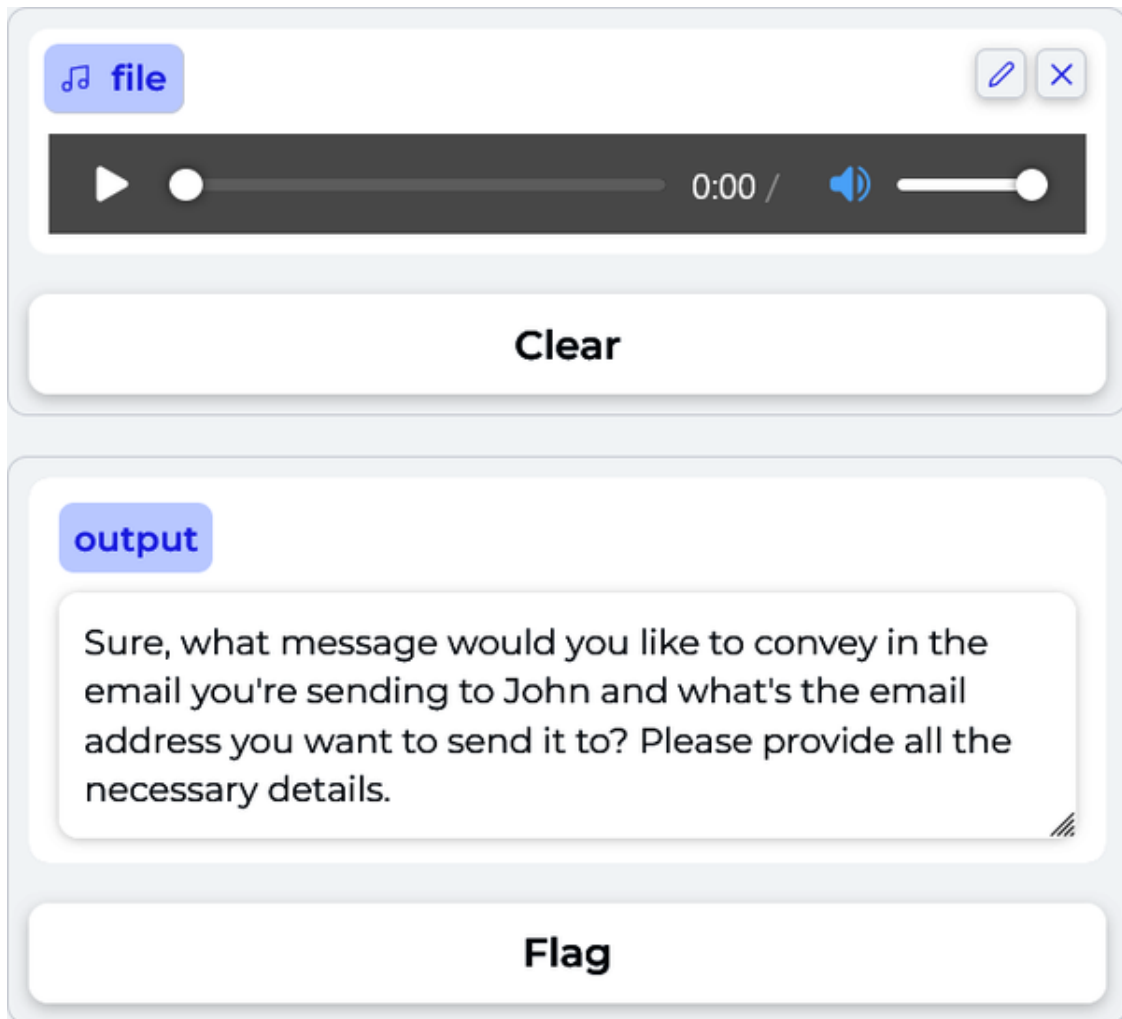 file
0:00 /
Clear
output
Sure, what message would you like to convey in the
email you're sending to John and what's the email
address you want to send it to? Please provide all the
necessary details.
Flag